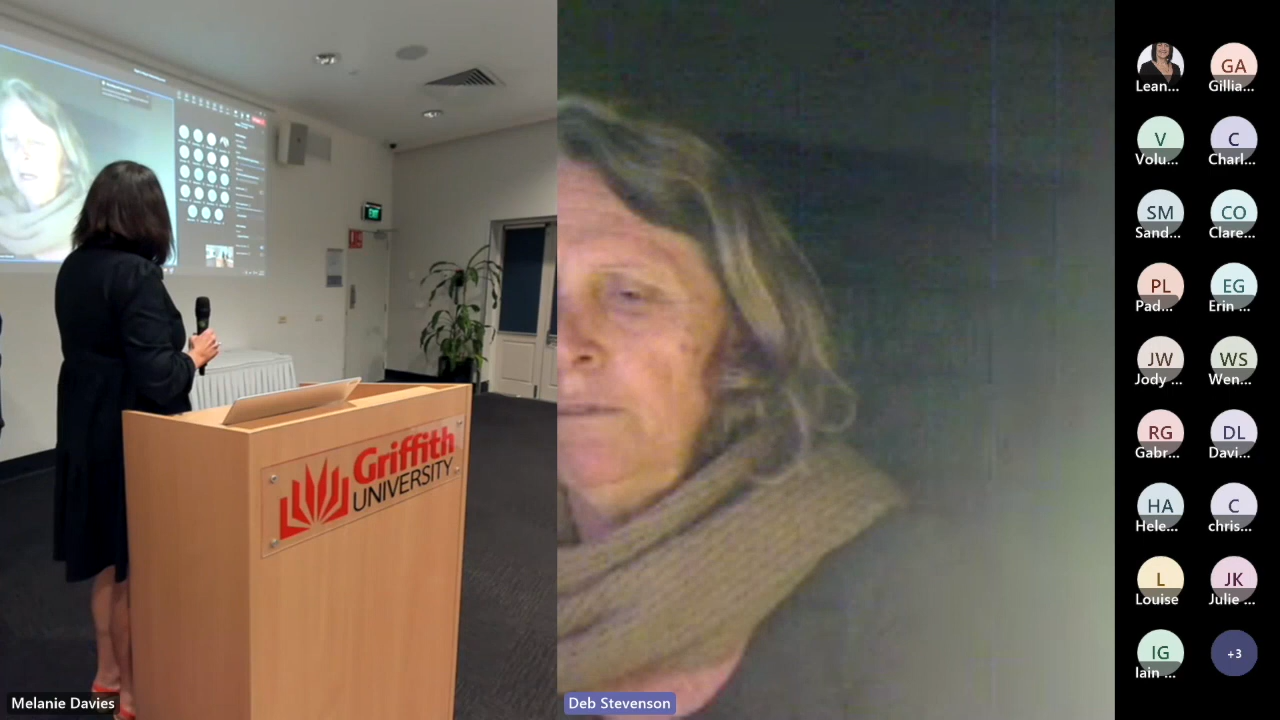 Griffith
UNIVERSITY
EXIT
Melanie Davies
Deb Stevenson
Lean...
GA
Gillia...
V
Volu...
C
Charl...
SM
Sand...
CO
Clare...
PL
Pad...
EG
Erin ...
JW
Jody ...
WS
Wen...
RG
Gabr...
DL
Davi...
HA
Hele...
C
chris...
L
Louise
JK
Julie ...
IG
Iain ...
+3